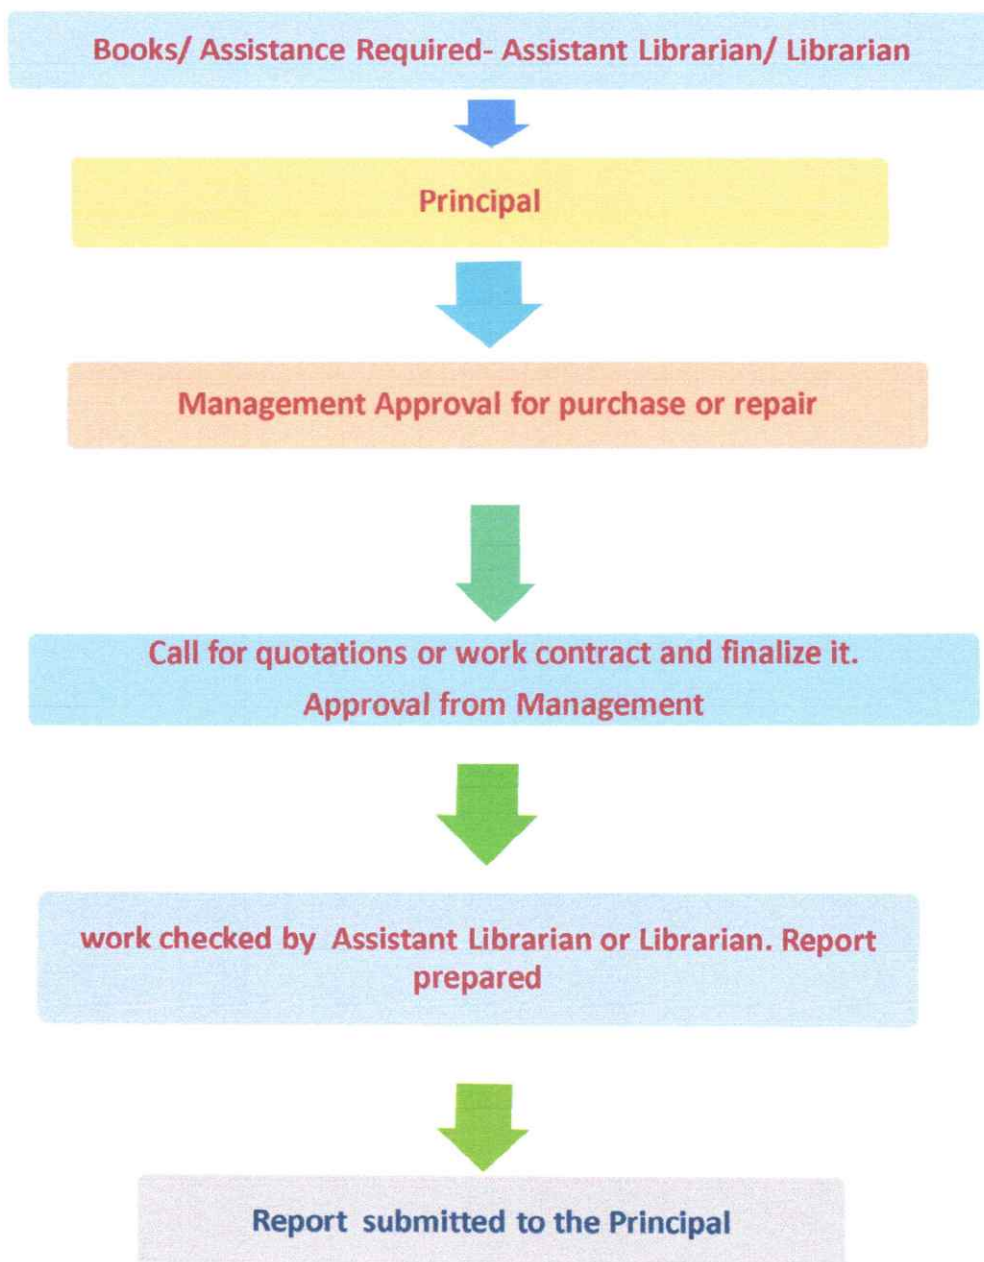 Books/ Assistance Required- Assistant Librarian/ Librarian
Principal
Management Approval for purchase or repair
Call for quotations or work contract and finalize it.
Approval from Management
work checked by Assistant Librarian or Librarian. Report
prepared
Report submitted to the Principal